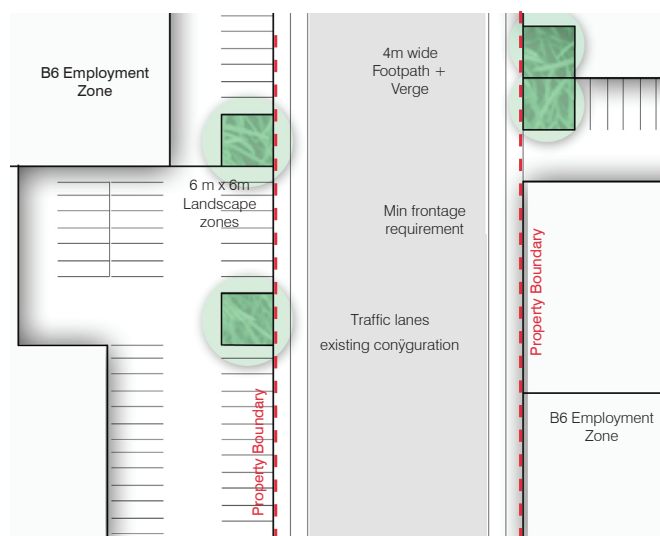 B6 Employment
Zone
4m wide
Footpath +
Verge
6 m x 6m
Landscape
zones
Min frontage
requirement
Property Boundary
Traffic lanes
existing conÿguration
Property Boundary
B6 Employment
Zone